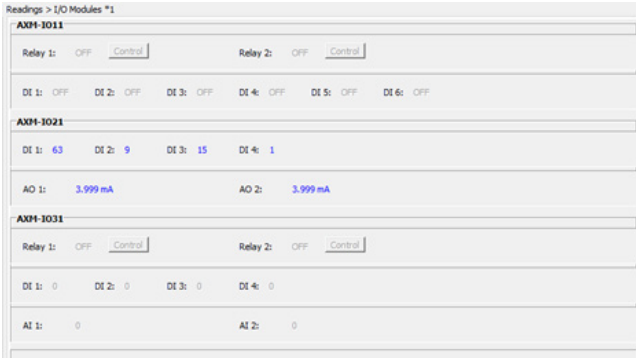 Readings > I/O Modules *1
AXM-IO11
Relay 1: OFF Control Relay 2: OFF Control
DI 1: OFF DI 2: OFF DI 3: OFF DI 4: OFF DI 5: OFF DI 6: OFF
AXM-IO21
DI 1: 63 DI 2: 9 DI 3: 15 DI 4: 1
AO 1: 3.999 mA AO 2: 3.999 mA
AXM-IO31
Relay 1: OFF Control Relay 2: OFF Control
DI 1: 0 DI 2: 0 DI 3: 0 DI 4: 0
AI 1: 0 AI 2: 0